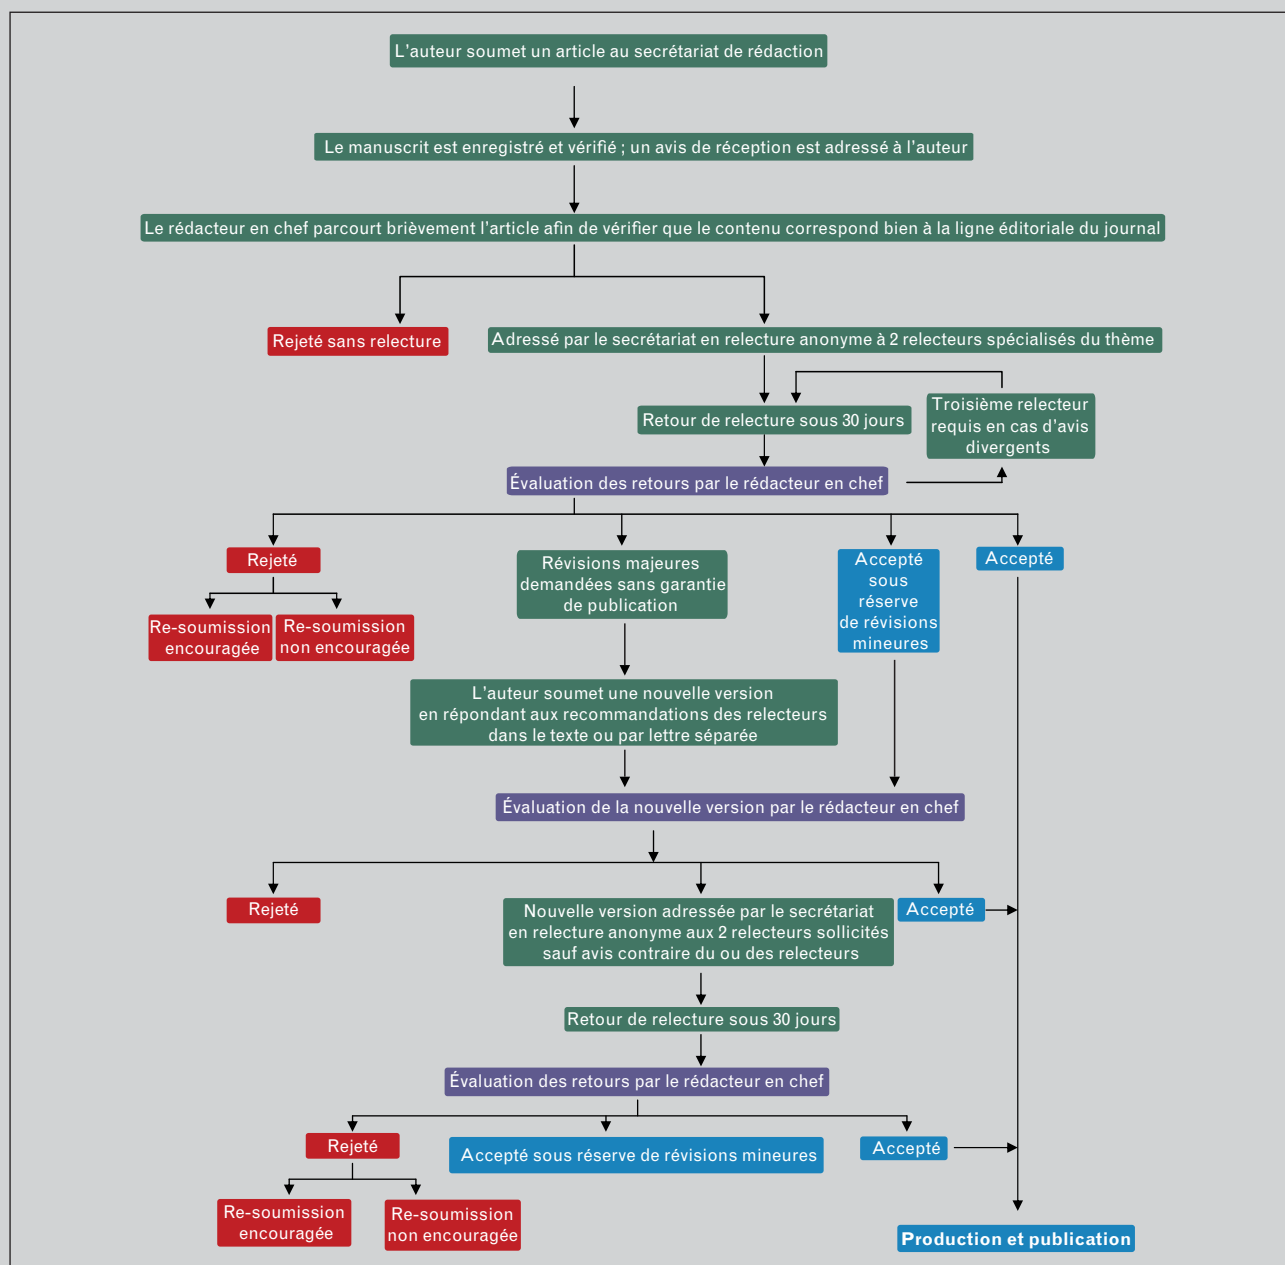 L'auteur soumet un article au secrétariat de rédaction
Le manuscrit est enregistré et vérifié ; un avis de réception est adressé à l'auteur
Le rédacteur en chef parcourt brièvement l'article afin de vérifier que le contenu correspond bien à la ligne éditoriale du journal
Rejeté sans relecture
Adressé par le secrétariat en relecture anonyme à 2 relecteurs spécialisés du thème
Retour de relecture sous 30 jours
Troisième relecteur
requis en cas d'avis
divergents
Évaluation des retours par le rédacteur en chef
Rejeté
Re-soumission
encouragée
Re-soumission
non encouragée
Révisions majeures
demandées sans garantie
de publication
Accepté
sous
réserve
de révisions
mineures
Accepté
L'auteur soumet une nouvelle version
en répondant aux recommandations des relecteurs
dans le texte ou par lettre séparée
Évaluation de la nouvelle version par le rédacteur en chef
Rejeté
Nouvelle version adressée par le secrétariat
en relecture anonyme aux 2 relecteurs sollicités
sauf avis contraire du ou des relecteurs
Accepté
Retour de relecture sous 30 jours
Évaluation des retours par le rédacteur en chef
Rejeté
Accepté sous réserve de révisions mineures
Accepté
Re-soumission
encouragée
Re-soumission
non encouragée
Production et publication